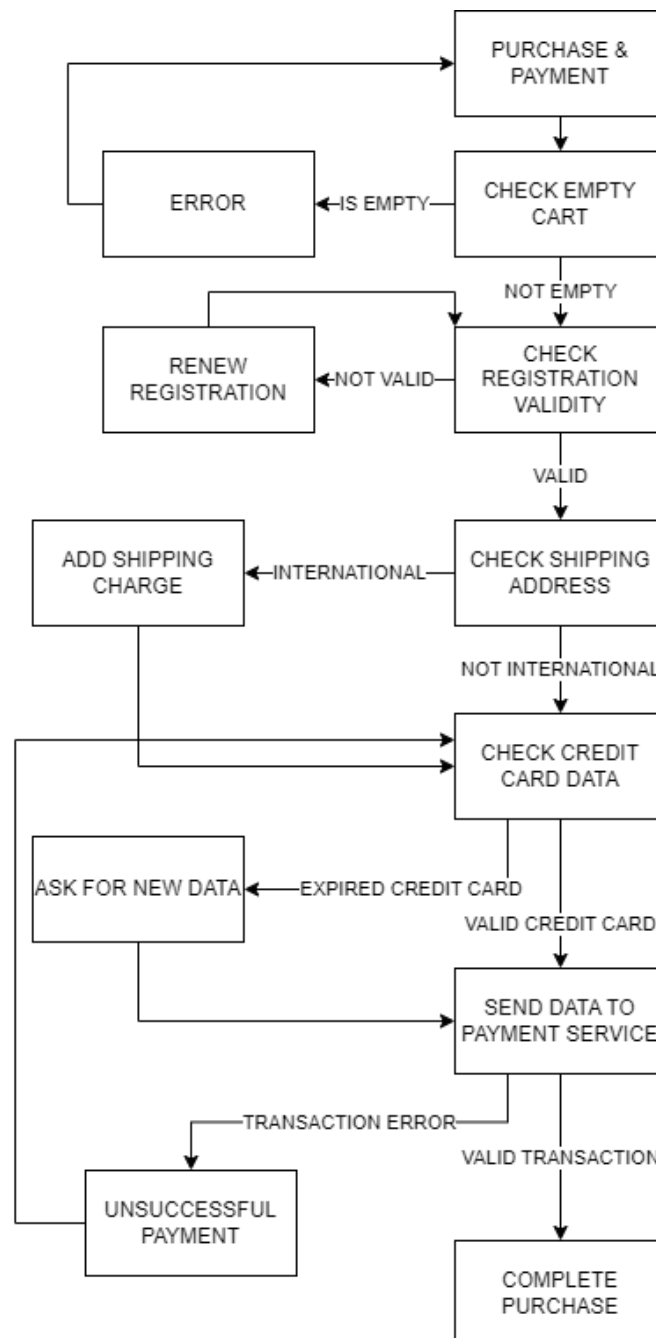 PURCHASE &
PAYMENT
ERROR
IS EMPTY
CHECK EMPTY
CART
NOT EMPTY
RENEW
REGISTRATION
NOT VALID
CHECK
REGISTRATION
VALIDITY
VALID
ADD SHIPPING
CHARGE
INTERNATIONAL
CHECK SHIPPING
ADDRESS
NOT INTERNATIONAL
CHECK CREDIT
CARD DATA
ASK FOR NEW DATA
EXPIRED CREDIT CARD
VALID CREDIT CARD
SEND DATA TO
PAYMENT SERVICE
TRANSACTION ERROR
VALID TRANSACTION
UNSUCCESSFUL
PAYMENT
COMPLETE
PURCHASE